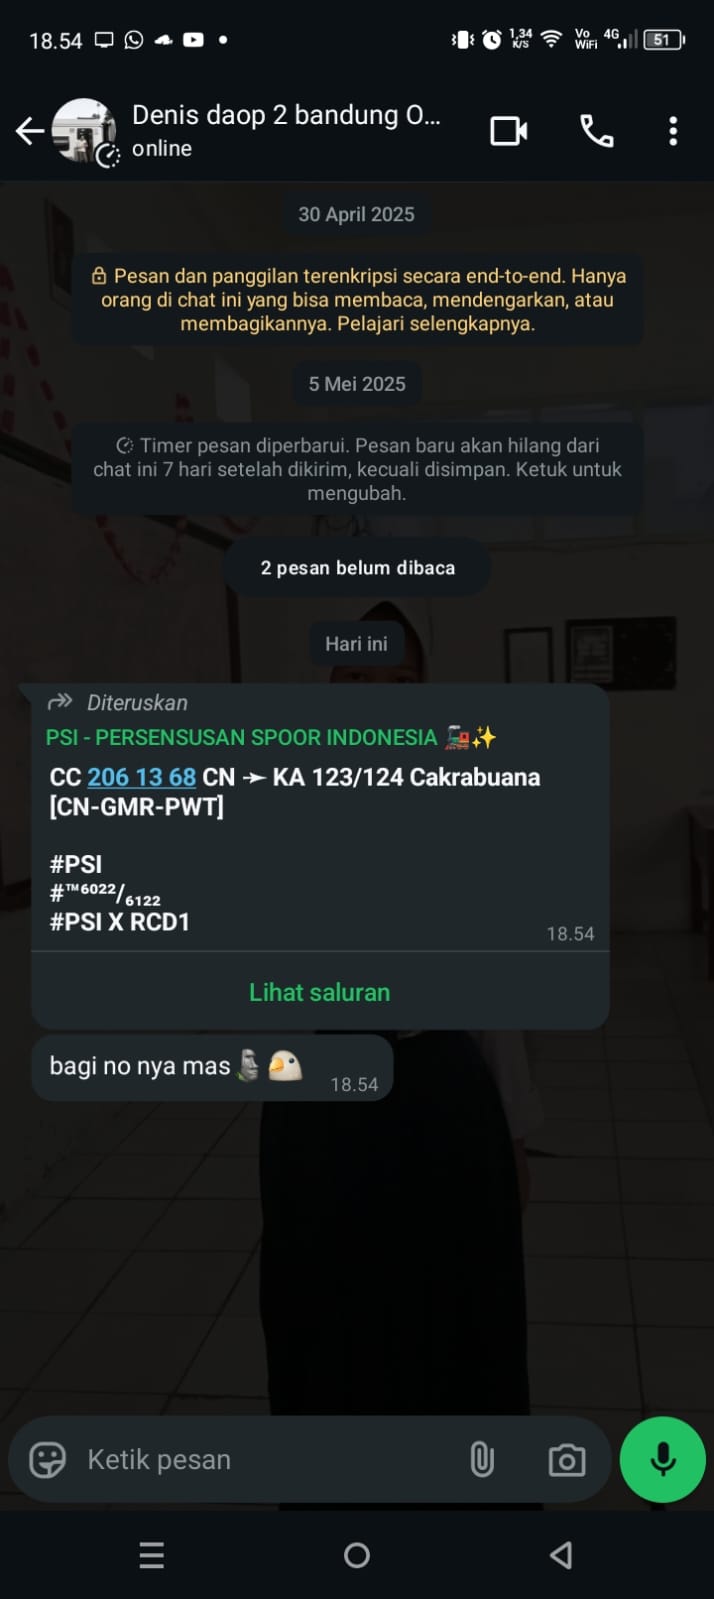 18.54
1,34 K/S
Vo WiFi
4G
51
Denis daop 2 bandung O...
online
30 April 2025
Pesan dan panggilan terenkripsi secara end-to-end. Hanya
orang di chat ini yang bisa membaca, mendengarkan, atau
membagikannya. Pelajari selengkapnya.
5 Mei 2025
Timer pesan diperbarui. Pesan baru akan hilang dari
chat ini 7 hari setelah dikirim, kecuali disimpan. Ketuk untuk
mengubah.
2 pesan belum dibaca
Hari ini
Diteruskan
PSI - PERSENSUSAN SPOOR INDONESIA 🚂✨
CC 206 13 68 CN ➛ KA 123/124 Cakrabuana
[CN-GMR-PWT]
#PSI
#™⁶⁰²²/₆₁₂₂
#PSI X RCD1
18.54
Lihat saluran
bagi no nya mas🗿🐤
18.54
Ketik pesan